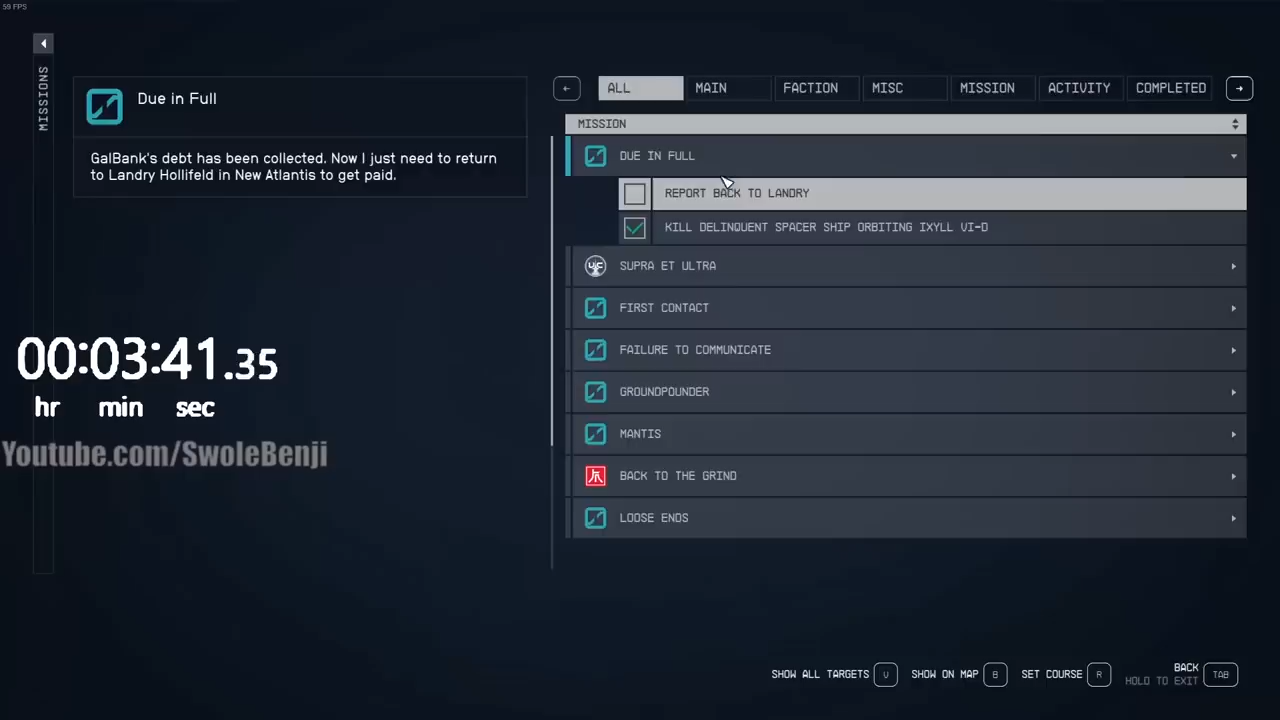 59 FPS
MISSIONS
Due in Full
GalBank's debt has been collected. Now I just need to return
to Landry Hollifeld in New Atlantis to get paid.
ALL
MAIN
FACTION
MISC
MISSION
ACTIVITY
COMPLETED
MISSION
DUE IN FULL
REPORT BACK TO LANDRY
KILL DELINQUENT SPACER SHIP ORBITING IXYLL VI-D
UC
SUPRA ET ULTRA
FIRST CONTACT
FAILURE TO COMMUNICATE
GROUNDPOUNDER
MANTIS
BACK TO THE GRIND
LOOSE ENDS
00:03:41.35
hr min sec
Youtube.com/SwoleBenji
SHOW ALL TARGETS V
SHOW ON MAP B
SET COURSE R
BACK
HOLD TO EXIT
TAB